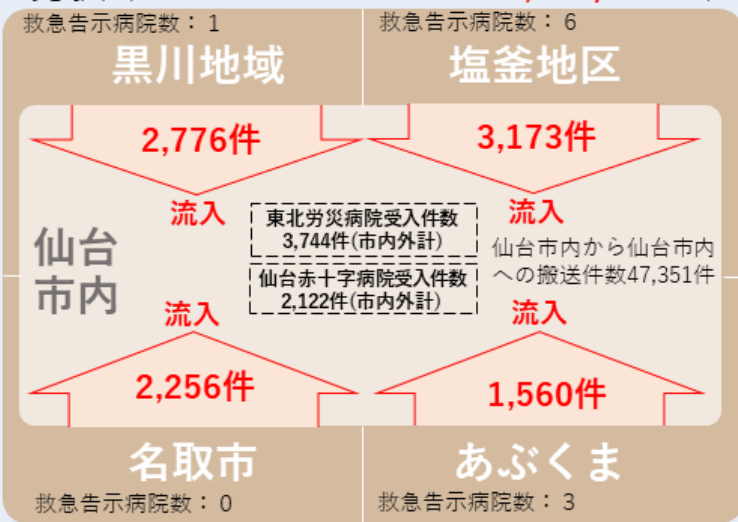 救急告示病院数：1
救急告示病院数：6
黒川地域
塩釜地区
2,776件
3,173件
流入
流入
東北労災病院受入件数
3,744件(市内外計)
仙台赤十字病院受入件数
2,122件(市内外計)
仙台市内から仙台市内
への搬送件数47,351件
仙台
市内
流入
流入
2,256件
1,560件
名取市
あぶくま
救急告示病院数：0
救急告示病院数：3